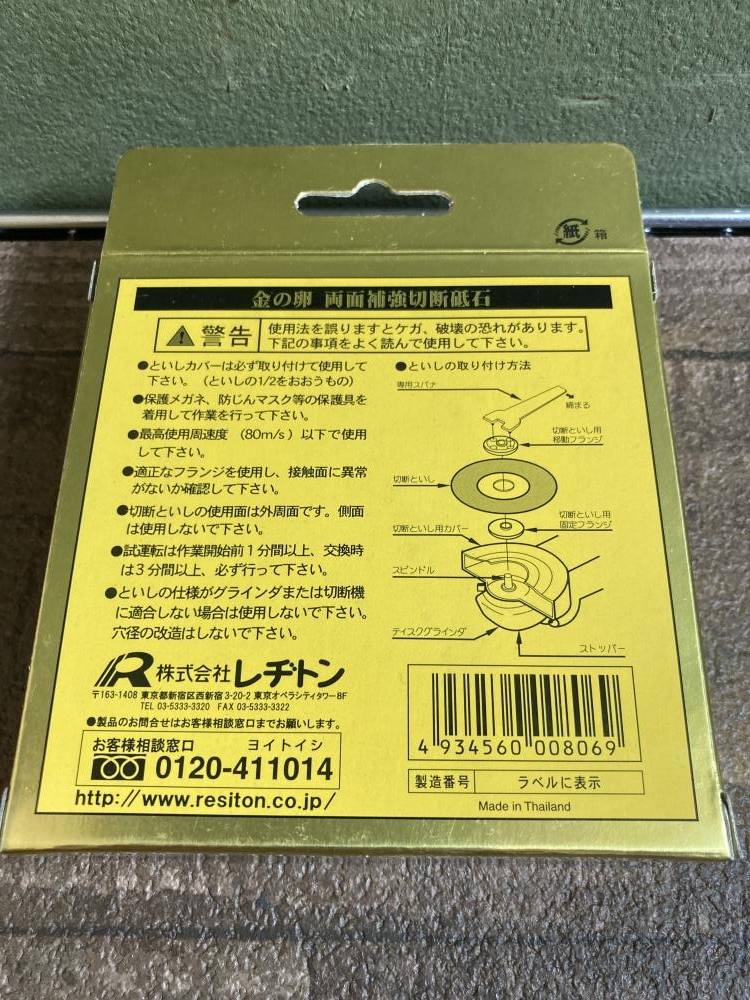 紙 箱
金の卵 両面補強切断砥石
警告
使用法を誤りますとケガ、破壊の恐れがあります。
下記の事項をよく読んで使用して下さい。
●といしカバーは必ず取り付けて使用して
下さい。（といしの1/2をおおうもの）
●保護メガネ、防じんマスク等の保護具を
着用して作業を行って下さい。
●最高使用周速度 （80m/s）以下で使用
して下さい。
●適正なフランジを使用し、接触面に異常
がないか確認して下さい。
●切断といしの使用面は外周面です。側面
は使用しないで下さい。
●試運転は作業開始前１分間以上、交換時
は３分間以上、必ず行って下さい。
●といしの仕様がグラインダまたは切断機
に適合しない場合は使用しないで下さい。
穴径の改造はしないで下さい。
●といしの取り付け方法
専用スパナ
締まる
切断といし用
移動フランジ
切断といし
切断といし用
固定フランジ
切断といし用カバー
スピンドル
ディスクグラインダ
ストッパー
株式会社レヂトン
〒163-1408 東京都新宿区西新宿3-20-2 東京オペラシティタワー8F
TEL 03-5333-3320 FAX 03-5333-3322
●製品のお問合せはお客様相談窓口までお願いします。
お客様相談窓口 ヨイトイシ
0120-411014
http://www.resiton.co.jp/
4 934560 008069
製造番号 ラベルに表示
Made in Thailand